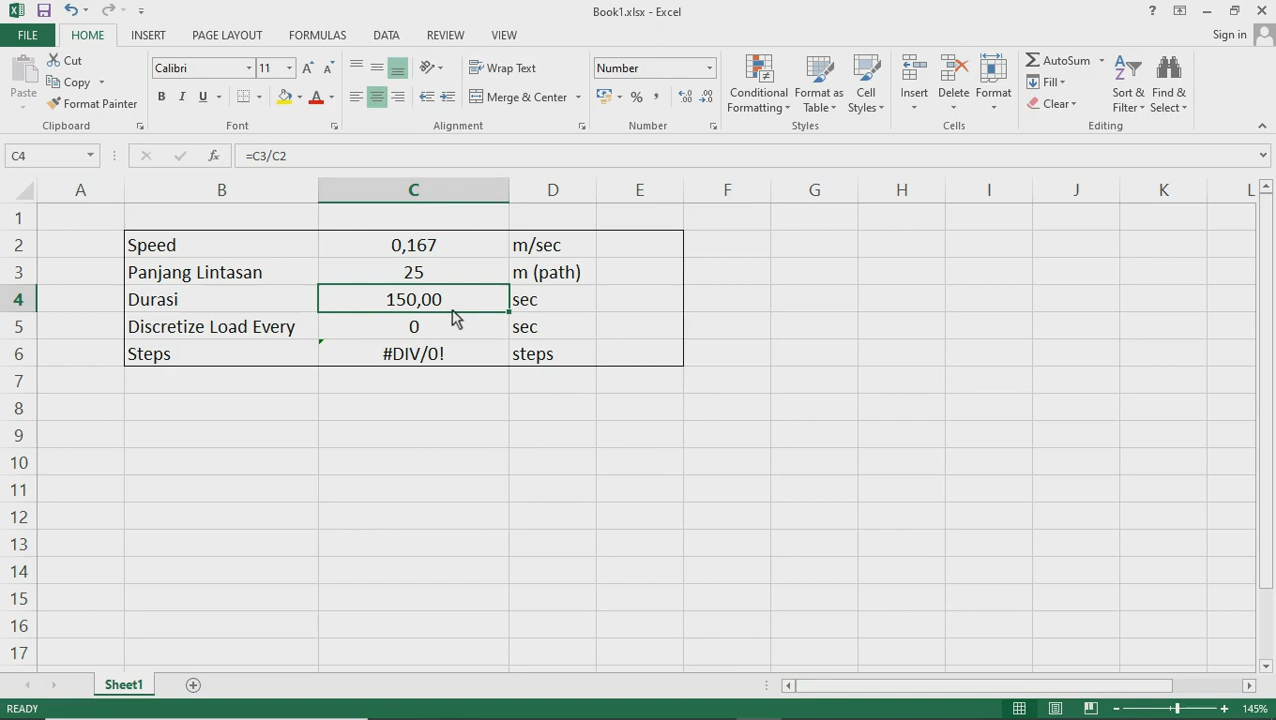 Book1.xlsx - Excel
?
FILE HOME INSERT PAGE LAYOUT FORMULAS DATA REVIEW VIEW Sign in
Paste
Cut
Copy
Format Painter
Clipboard
Calibri 11
B I U A
Font
Wrap Text
Merge & Center
Alignment
Number
%
Number
Conditional Formatting
Format as Table
Cell Styles
Styles
Insert
Delete
Format
Cells
AutoSum
Fill
Clear
Sort & Filter
Find & Select
Editing
C4 fx =C3/C2
A B C D E F G H I J K L
1
2 Speed 0,167 m/sec
3 Panjang Lintasan 25 m (path)
4 Durasi 150,00 sec
5 Discretize Load Every 0 sec
6 Steps #DIV/0! steps
7
8
9
10
11
12
13
14
15
16
17
Sheet1
READY 145%